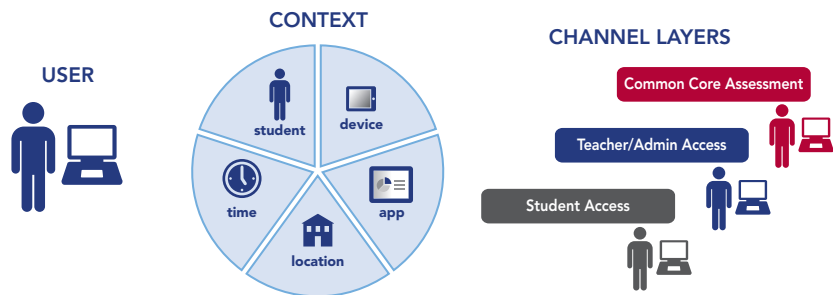 USER
CONTEXT
student
device
time
app
location
CHANNEL LAYERS
Common Core Assessment
Teacher/Admin Access
Student Access